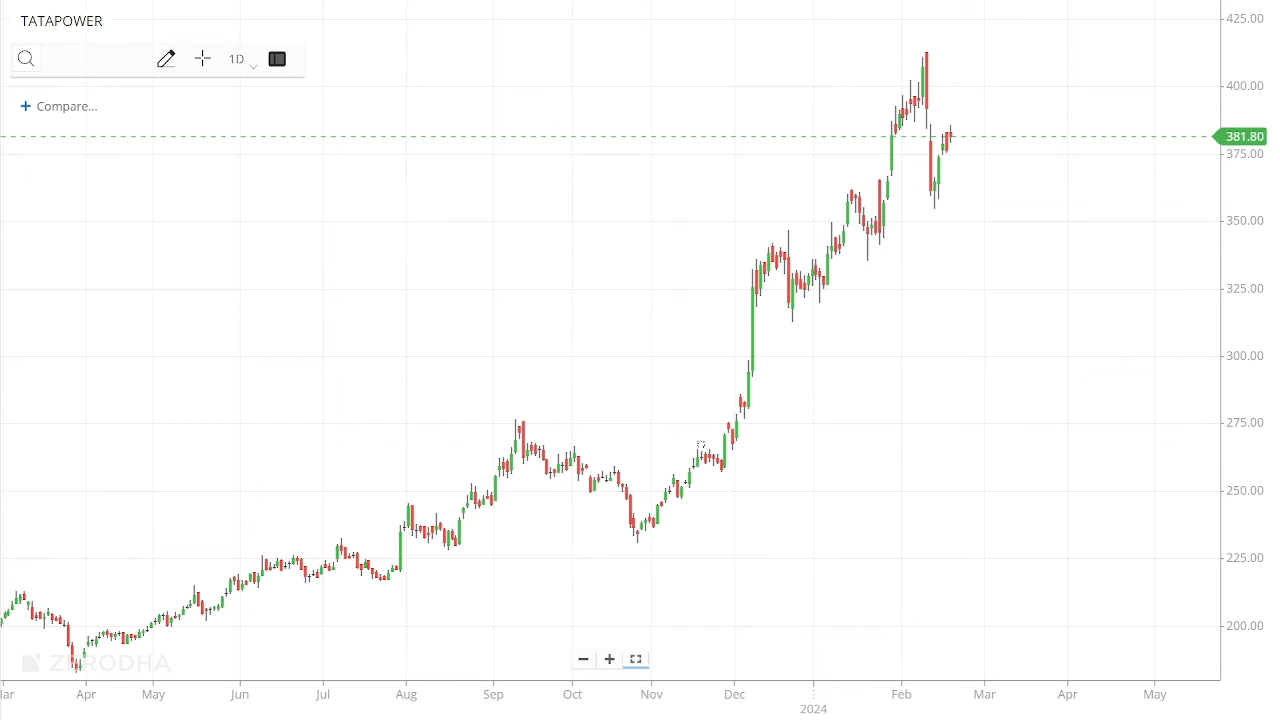 TATAPOWER
1D
+ Compare...
425.00
400.00
381.80
375.00
350.00
325.00
300.00
275.00
250.00
225.00
200.00
ZERODHA
Apr May Jun Jul Aug Sep Oct Nov Dec Feb Mar Apr May
2024